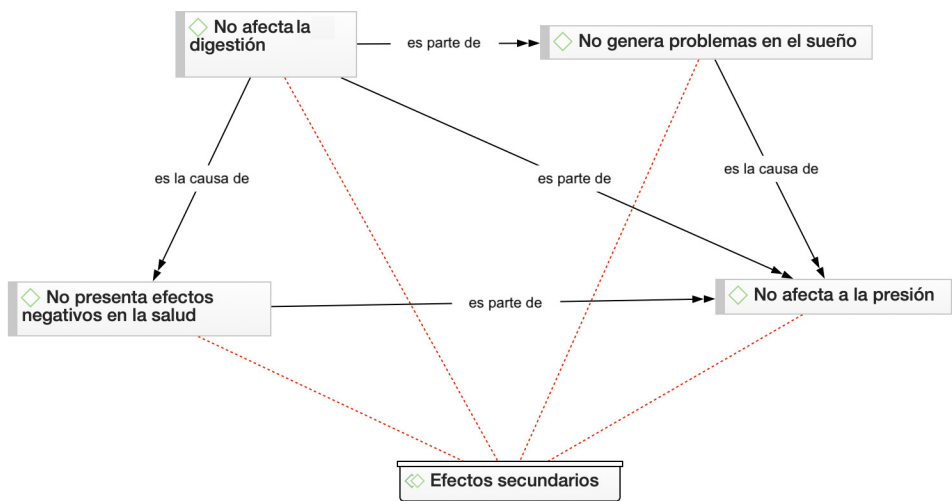 No afecta la
digestión
es parte de
No genera problemas en el sueño
es la causa de
es parte de
es la causa de
No presenta efectos
negativos en la salud
es parte de
No afecta a la presión
Efectos secundarios